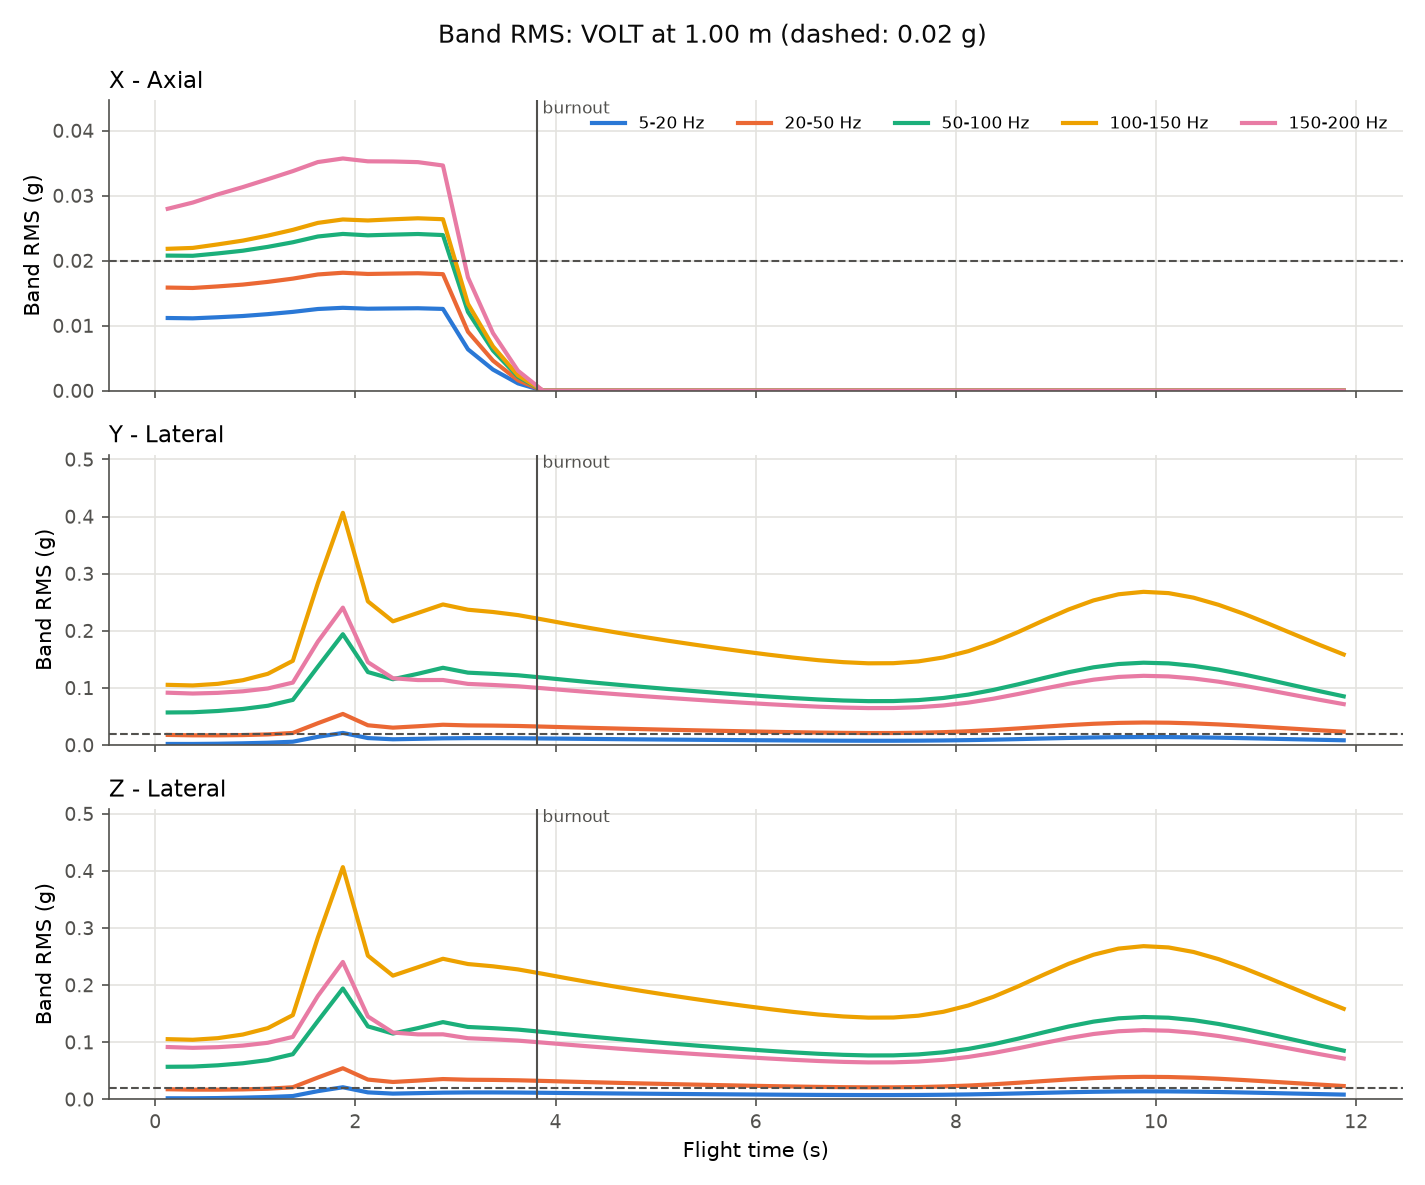 Band RMS: VOLT at 1.00 m (dashed: 0.02 g)
X - Axial
burnout
5-20 Hz 20-50 Hz 50-100 Hz 100-150 Hz 150-200 Hz
Band RMS (g)
0.04
0.03
0.02
0.01
0.00
Y - Lateral
burnout
Band RMS (g)
0.5
0.4
0.3
0.2
0.1
0.0
Z - Lateral
burnout
Band RMS (g)
0.5
0.4
0.3
0.2
0.1
0.0
0 2 4 6 8 10 12
Flight time (s)